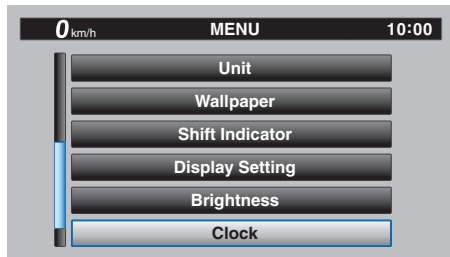 0 km/h MENU 10:00
Unit
Wallpaper
Shift Indicator
Display Setting
Brightness
Clock